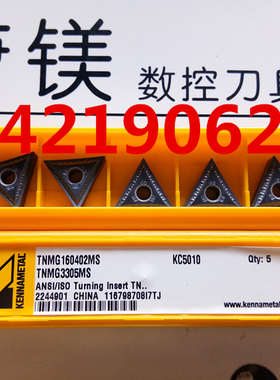 镁
数控刀具
4219062
KENNAMETAL
TNMG160402MS KC5010 Qty: 5
TNMG3305MS
ANSI/ISO Turning Insert TN..
2244901 CHINA 11679870817TJ
www.kennametal.com